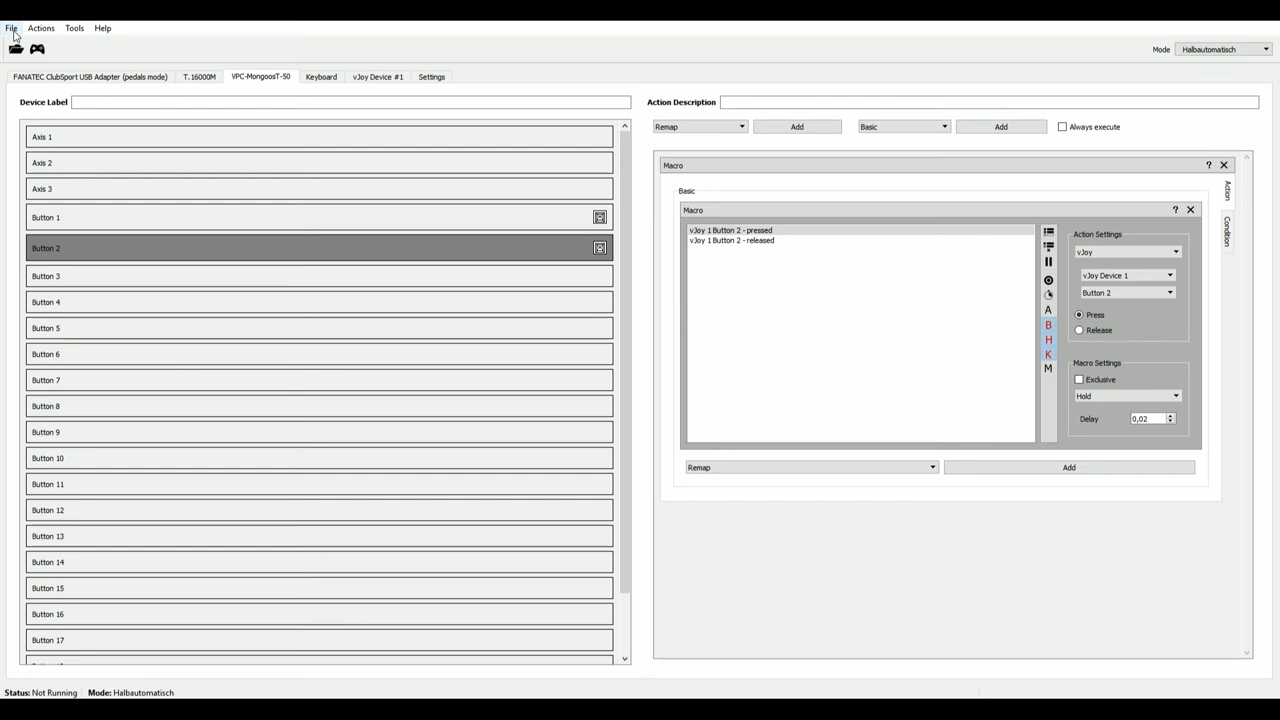 File Actions Tools Help
Mode Halbautomatisch
FANATEC ClubSport USB Adapter (pedals mode) T.16000M VPC-MongoosT-50 Keyboard vJoy Device #1 Settings
Device Label
Axis 1
Axis 2
Axis 3
Button 1
Button 2
Button 3
Button 4
Button 5
Button 6
Button 7
Button 8
Button 9
Button 10
Button 11
Button 12
Button 13
Button 14
Button 15
Button 16
Button 17
Action Description
Remap Add Basic Add Always execute
Macro ?
Action
Condition
Basic
Macro ?
vJoy 1 Button 2 - pressed
vJoy 1 Button 2 - released
A
B
H
K
M
Action Settings
vJoy
vJoy Device 1
Button 2
Press
Release
Macro Settings
Exclusive
Hold
Delay 0,02
Remap Add
Status: Not Running Mode: Halbautomatisch